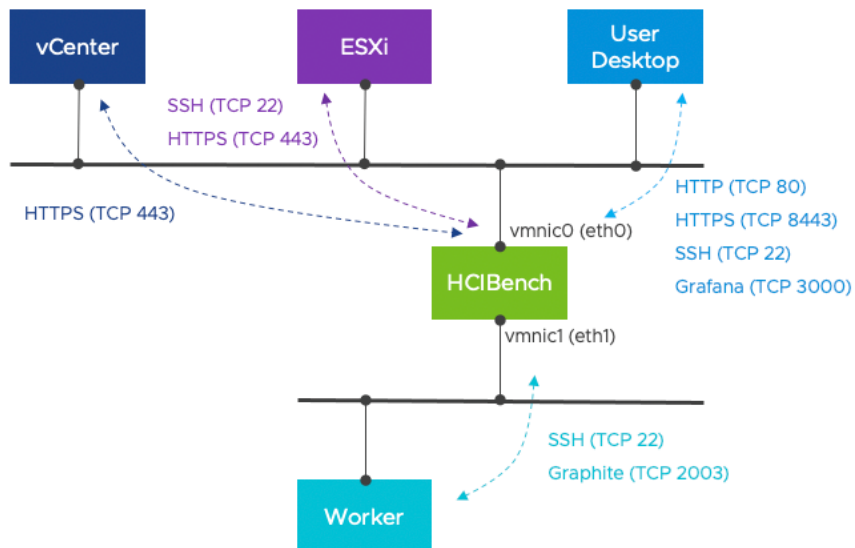 vCenter
ESXi
User
Desktop
SSH (TCP 22)
HTTPS (TCP 443)
HTTPS (TCP 443)
HTTP (TCP 80)
HTTPS (TCP 8443)
SSH (TCP 22)
Grafana (TCP 3000)
vmnic0 (eth0)
HCIBench
vmnic1 (eth1)
SSH (TCP 22)
Graphite (TCP 2003)
Worker